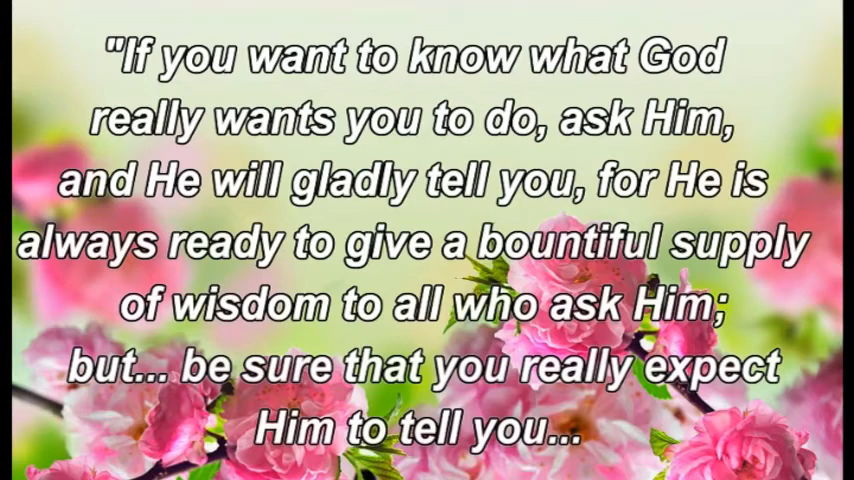 "If you want to know what God
really wants you to do, ask Him,
and He will gladly tell you, for He is
always ready to give a bountiful supply
of wisdom to all who ask Him;
but... be sure that you really expect
Him to tell you...